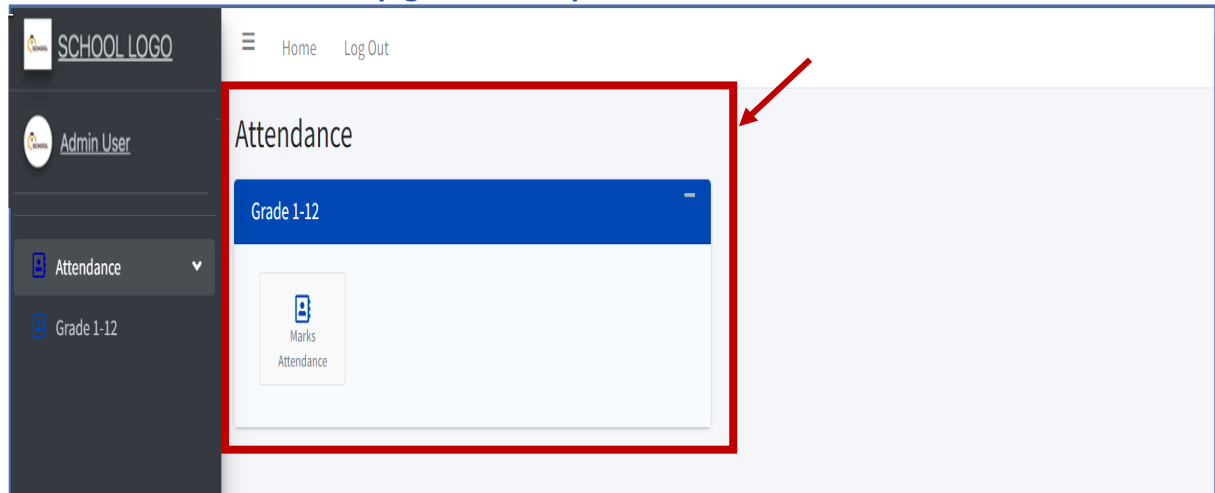 SCHOOL LOGO
Home Log Out
Admin User
Attendance
Grade 1-12
Attendance
Grade 1-12
Marks
Attendance